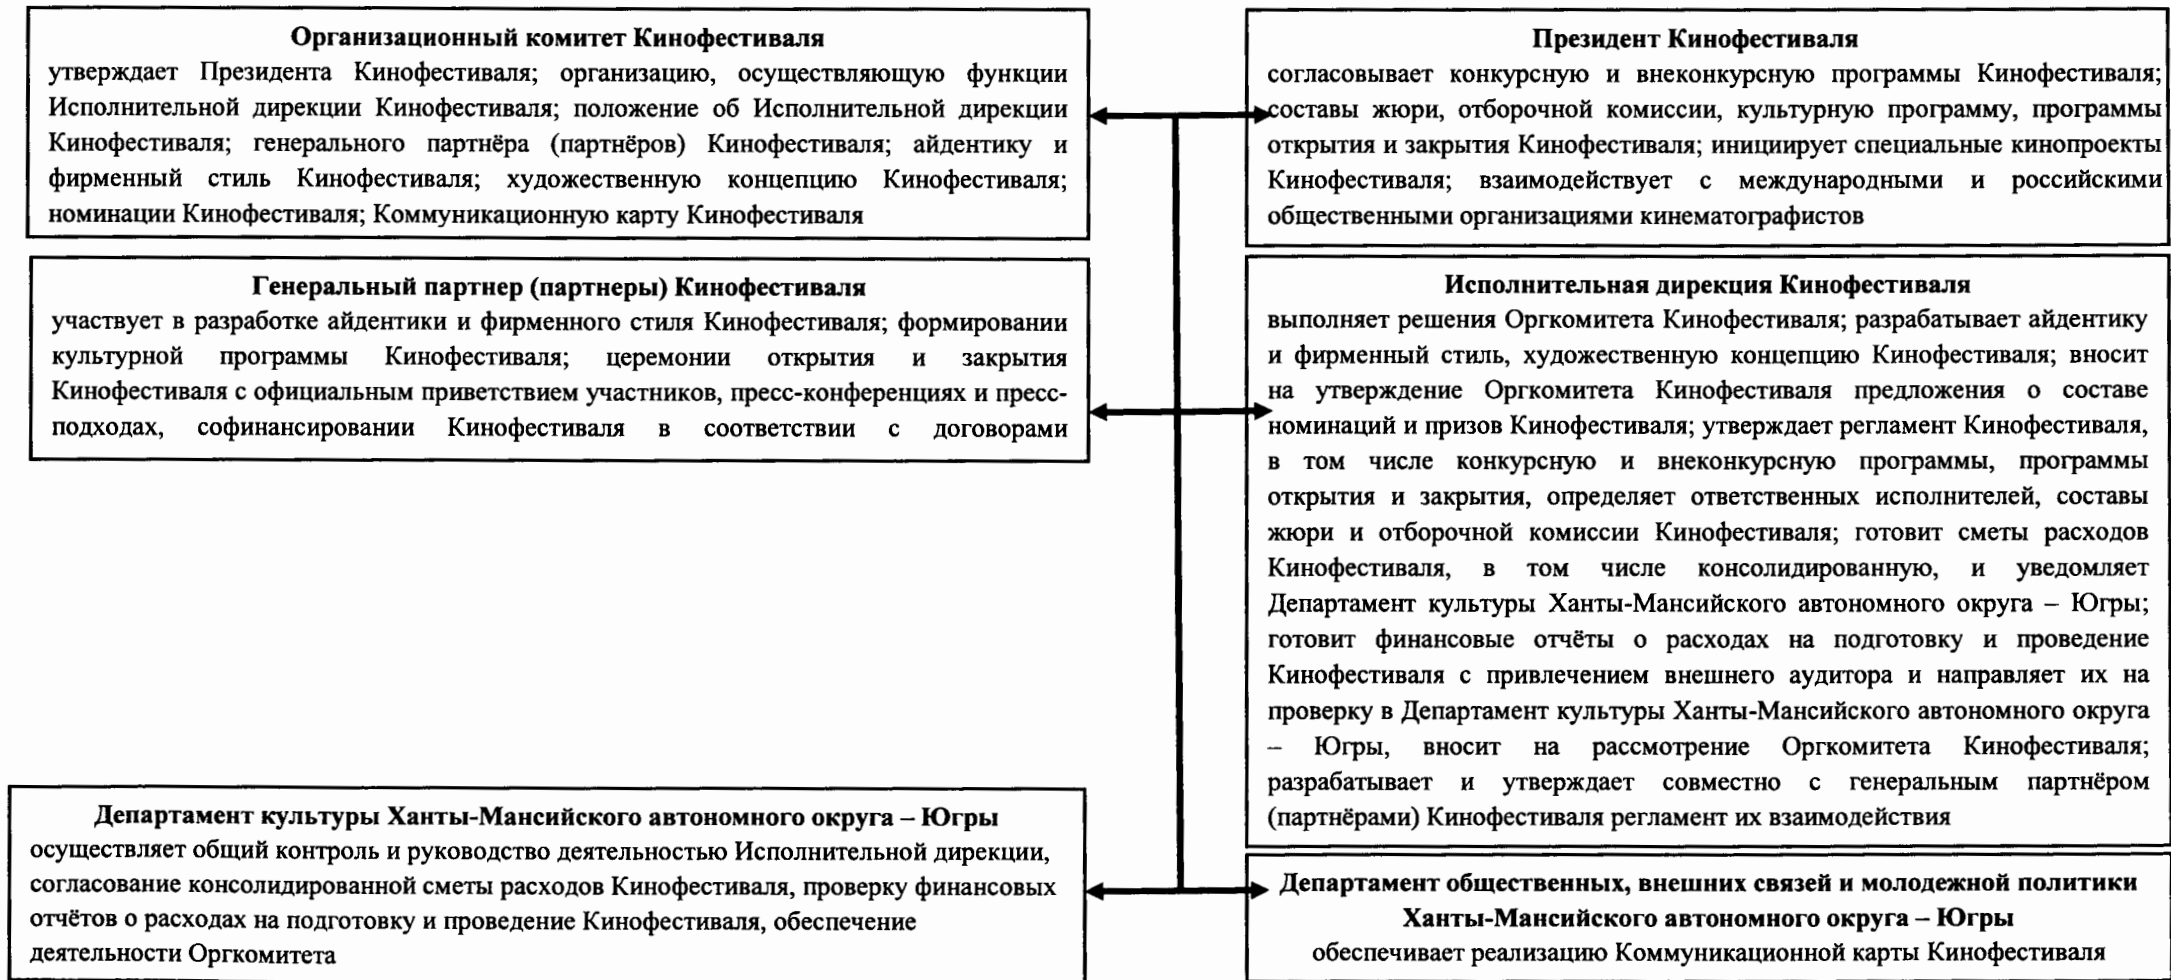 Организационный комитет Кинофестиваля
утверждает Президента Кинофестиваля; организацию, осуществляющую функции
Исполнительной дирекции Кинофестиваля; положение об Исполнительной дирекции
Кинофестиваля; генерального партнёра (партнёров) Кинофестиваля; айдентику и
фирменный стиль Кинофестиваля; художественную концепцию Кинофестиваля;
номинации Кинофестиваля; Коммуникационную карту Кинофестиваля
Президент Кинофестиваля
согласовывает конкурсную и внеконкурсную программы Кинофестиваля;
составы жюри, отборочной комиссии, культурную программу, программы
открытия и закрытия Кинофестиваля; инициирует специальные кинопроекты
Кинофестиваля; взаимодействует с международными и российскими
общественными организациями кинематографистов
Генеральный партнер (партнеры) Кинофестиваля
участвует в разработке айдентики и фирменного стиля Кинофестиваля; формировании
культурной программы Кинофестиваля; церемонии открытия и закрытия
Кинофестиваля с официальным приветствием участников, пресс-конференциях и пресс-
подходах, софинансировании Кинофестиваля в соответствии с договорами
Исполнительная дирекция Кинофестиваля
выполняет решения Оргкомитета Кинофестиваля; разрабатывает айдентику
и фирменный стиль, художественную концепцию Кинофестиваля; вносит
на утверждение Оргкомитета Кинофестиваля предложения о составе
номинаций и призов Кинофестиваля; утверждает регламент Кинофестиваля,
в том числе конкурсную и внеконкурсную программы, программы
открытия и закрытия, определяет ответственных исполнителей, составы
жюри и отборочной комиссии Кинофестиваля; готовит сметы расходов
Кинофестиваля, в том числе консолидированную, и уведомляет
Департамент культуры Ханты-Мансийского автономного округа – Югры;
готовит финансовые отчёты о расходах на подготовку и проведение
Кинофестиваля с привлечением внешнего аудитора и направляет их на
проверку в Департамент культуры Ханты-Мансийского автономного округа
– Югры, вносит на рассмотрение Оргкомитета Кинофестиваля;
разрабатывает и утверждает совместно с генеральным партнёром
(партнёрами) Кинофестиваля регламент их взаимодействия
Департамент культуры Ханты-Мансийского автономного округа – Югры
осуществляет общий контроль и руководство деятельностью Исполнительной дирекции,
согласование консолидированной сметы расходов Кинофестиваля, проверку финансовых
отчётов о расходах на подготовку и проведение Кинофестиваля, обеспечение
деятельности Оргкомитета
Департамент общественных, внешних связей и молодежной политики
Ханты-Мансийского автономного округа – Югры
обеспечивает реализацию Коммуникационной карты Кинофестиваля